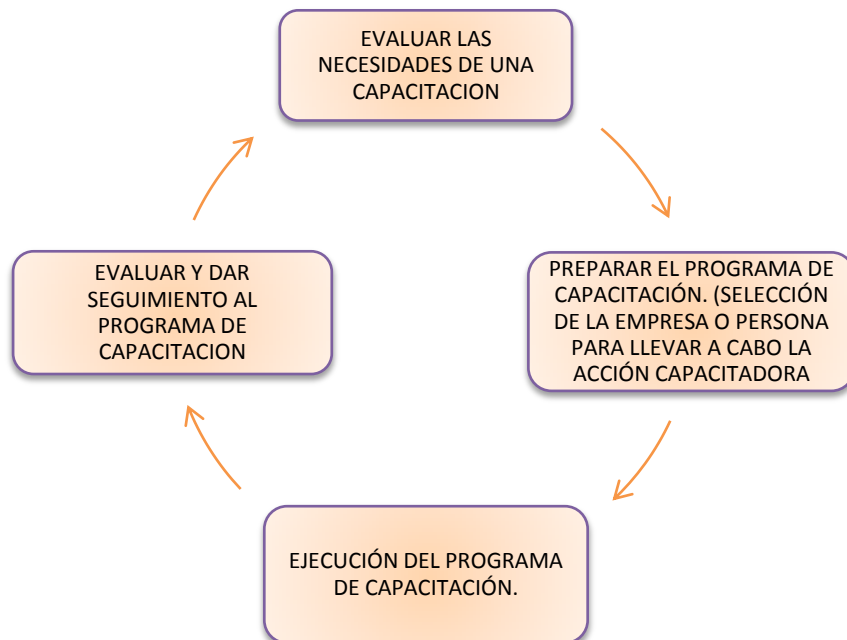 EVALUAR LAS
NECESIDADES DE UNA
CAPACITACION
PREPARAR EL PROGRAMA DE
CAPACITACIÓN. (SELECCIÓN
DE LA EMPRESA O PERSONA
PARA LLEVAR A CABO LA
ACCIÓN CAPACITADORA
EJECUCIÓN DEL PROGRAMA
DE CAPACITACIÓN.
EVALUAR Y DAR
SEGUIMIENTO AL
PROGRAMA DE
CAPACITACION